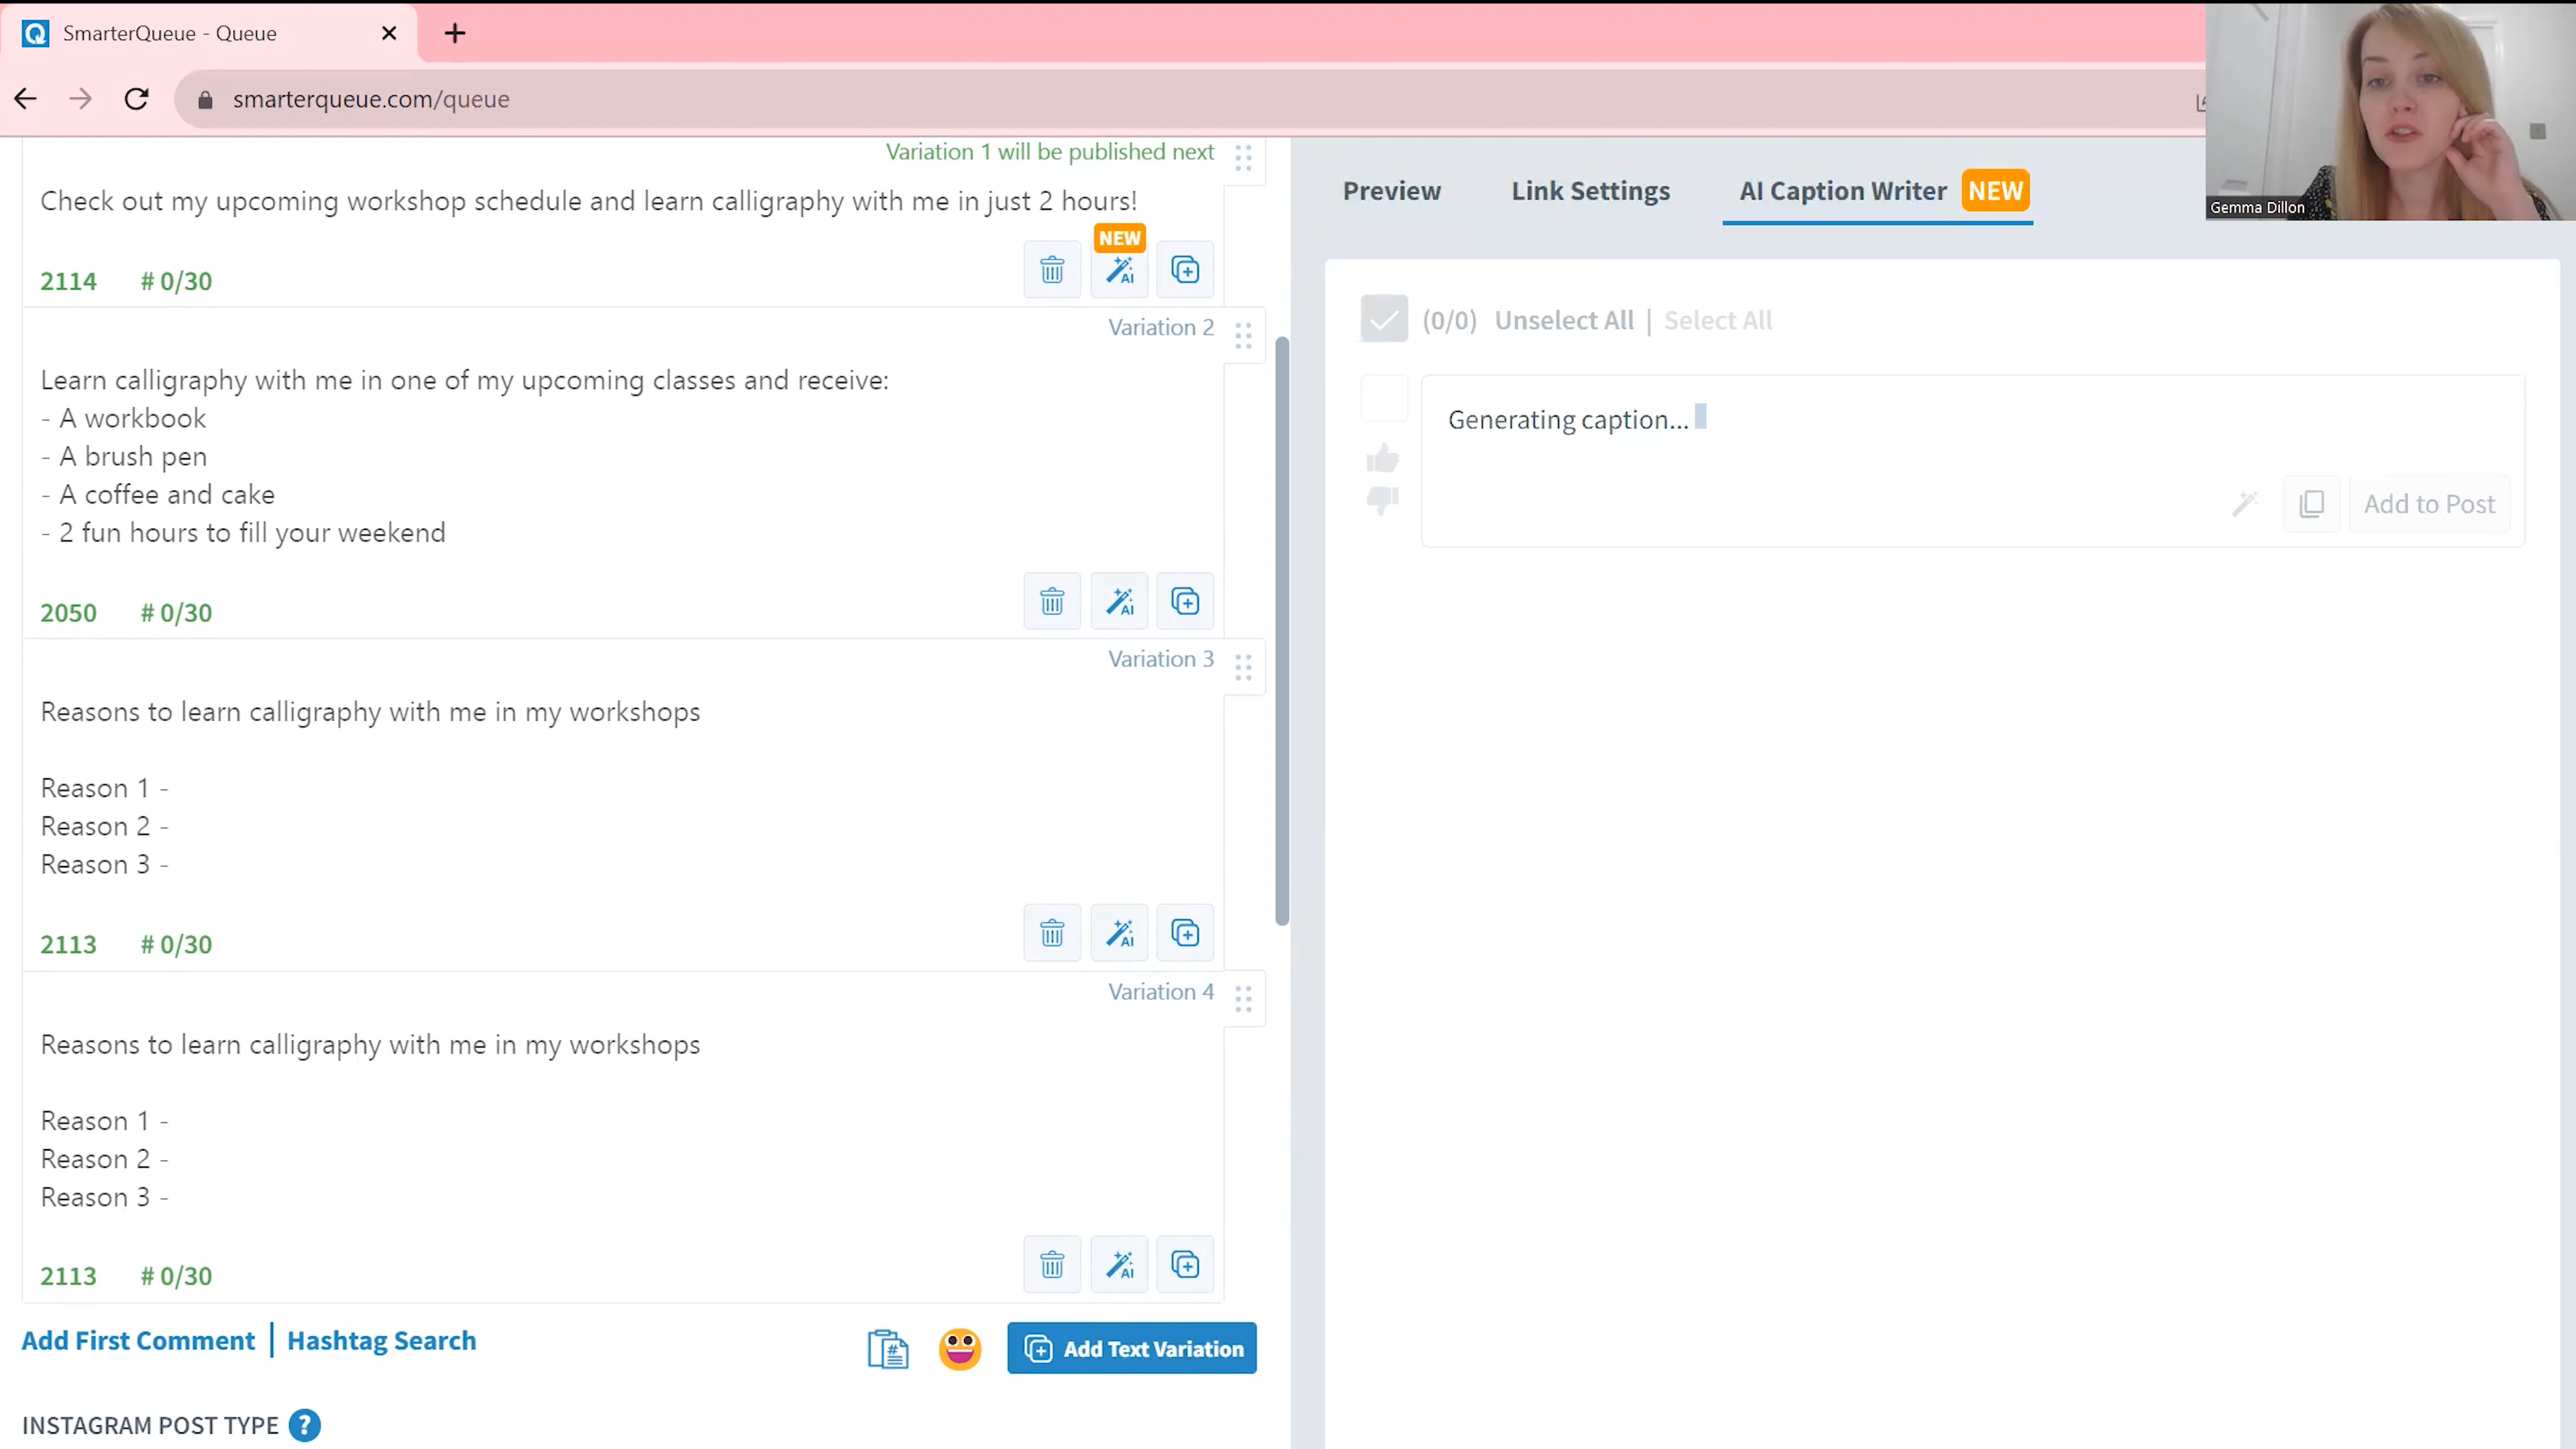 SmarterQueue - Queue
smarterqueue.com/queue
Gemma Dillon
Variation 1 will be published next
Check out my upcoming workshop schedule and learn calligraphy with me in just 2 hours!
NEW
AI
2114 # 0/30
Variation 2
Learn calligraphy with me in one of my upcoming classes and receive:
- A workbook
- A brush pen
- A coffee and cake
- 2 fun hours to fill your weekend
AI
2050 # 0/30
Variation 3
Reasons to learn calligraphy with me in my workshops
Reason 1 -
Reason 2 -
Reason 3 -
AI
2113 # 0/30
Variation 4
Reasons to learn calligraphy with me in my workshops
Reason 1 -
Reason 2 -
Reason 3 -
AI
2113 # 0/30
Add First Comment | Hashtag Search
#
Add Text Variation
INSTAGRAM POST TYPE ?
Preview Link Settings AI Caption Writer NEW
(0/0) Unselect All | Select All
Generating caption...
Add to Post